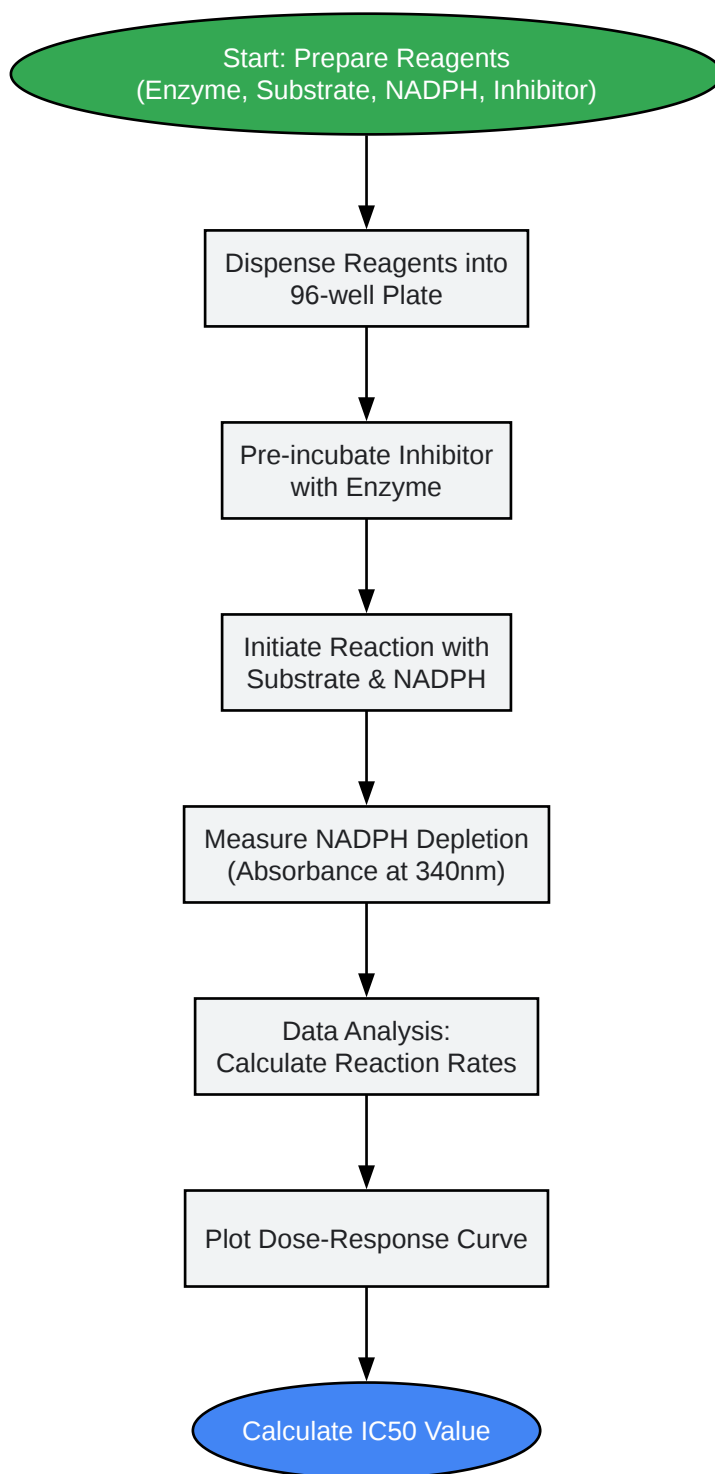 Start: Prepare Reagents
(Enzyme, Substrate, NADPH, Inhibitor)
Dispense Reagents into
96-well Plate
Pre-incubate Inhibitor
with Enzyme
Initiate Reaction with
Substrate & NADPH
Measure NADPH Depletion
(Absorbance at 340nm)
Data Analysis:
Calculate Reaction Rates
Plot Dose-Response Curve
Calculate IC50 Value